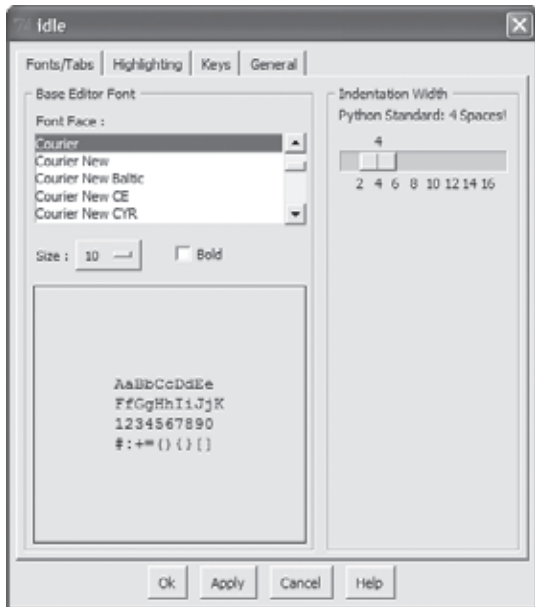 idle
Fonts/Tabs Highlighting Keys General
Base Editor Font
Font Face :
Courier
Courier New
Courier New Baltic
Courier New CE
Courier New CYR
Size : 10 Bold
AaBbCcDdEe
FfGgHhIiJjK
1234567890
#:+=(){}[]
Indentation Width
Python Standard: 4 Spaces!
4
2 4 6 8 10 12 14 16
Ok Apply Cancel Help